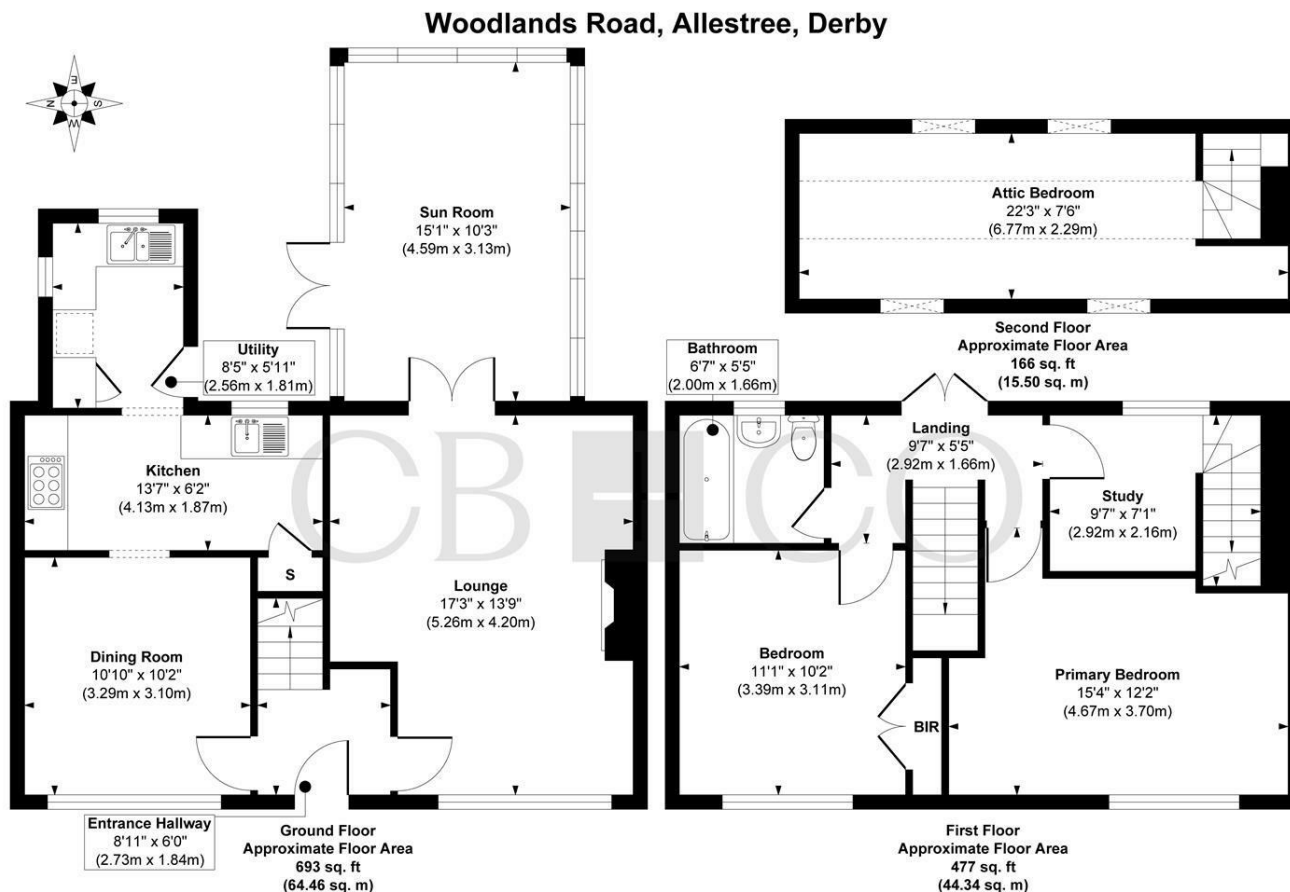 Woodlands Road, Allestree, Derby
E
N
S
W
Sun Room
15'1" x 10'3"
(4.59m x 3.13m)
Utility
8'5" x 5'11"
(2.56m x 1.81m)
Kitchen
13'7" x 6'2"
(4.13m x 1.87m)
S
Lounge
17'3" x 13'9"
(5.26m x 4.20m)
Dining Room
10'10" x 10'2"
(3.29m x 3.10m)
Entrance Hallway
8'11" x 6'0"
(2.73m x 1.84m)
Ground Floor
Approximate Floor Area
693 sq. ft
(64.46 sq. m)
Attic Bedroom
22'3" x 7'6"
(6.77m x 2.29m)
Second Floor
Approximate Floor Area
166 sq. ft
(15.50 sq. m)
Bathroom
6'7" x 5'5"
(2.00m x 1.66m)
Landing
9'7" x 5'5"
(2.92m x 1.66m)
Study
9'7" x 7'1"
(2.92m x 2.16m)
Bedroom
11'1" x 10'2"
(3.39m x 3.11m)
BIR
Primary Bedroom
15'4" x 12'2"
(4.67m x 3.70m)
First Floor
Approximate Floor Area
477 sq. ft
(44.34 sq. m)
CBHCO